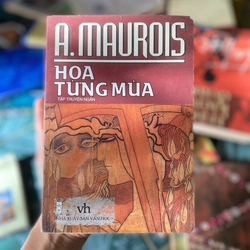 A. MAUROIS
HOA
TỪNG MÙA
TẬP TRUYỆN NGẮN
vh
NHÀ XUẤT BẢN VĂN HỌC